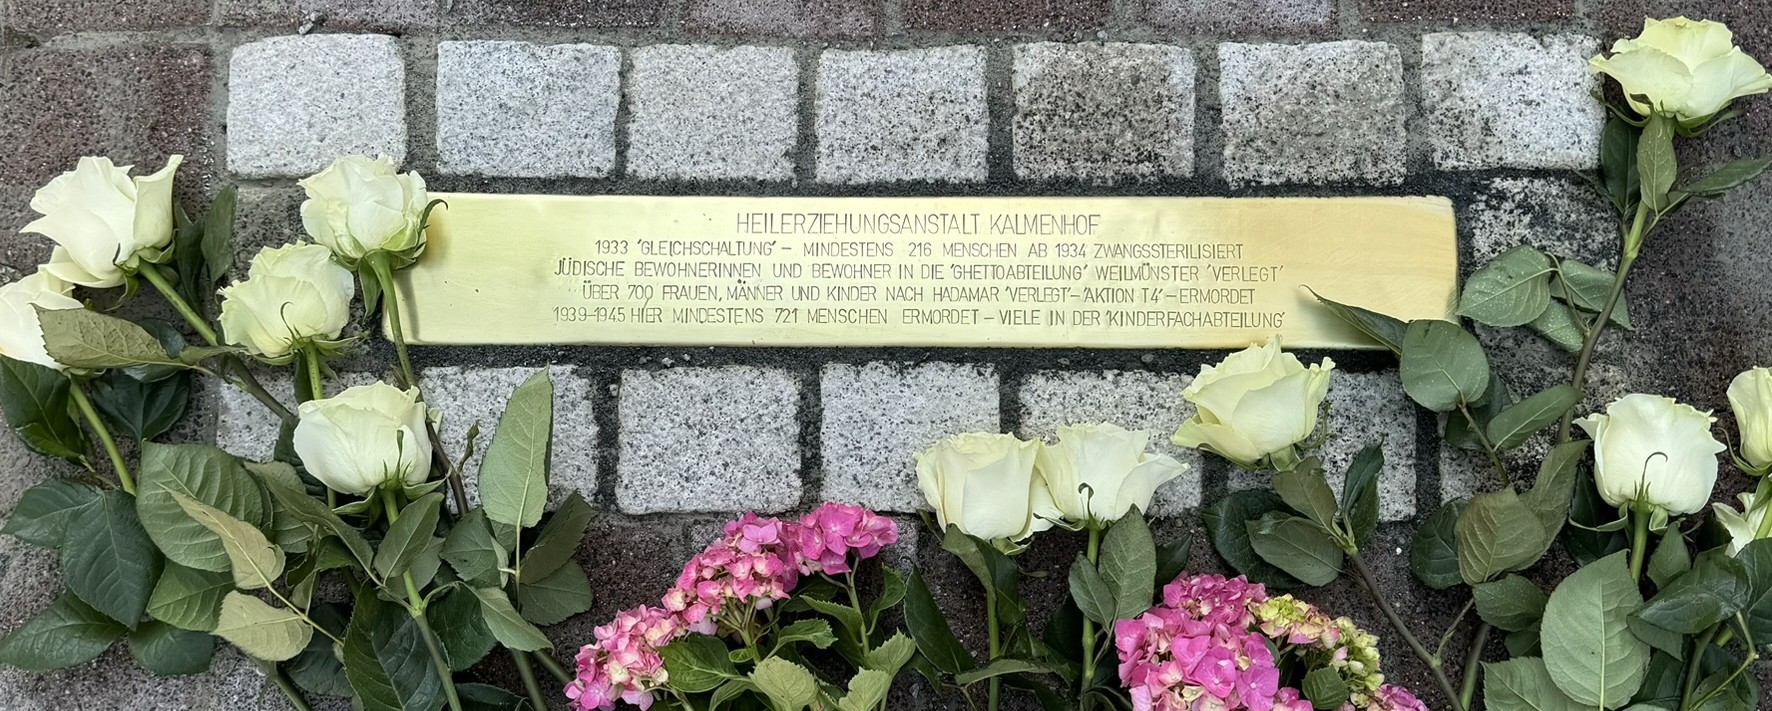 HEILERZIEHUNGSANSTALT KALMENHOF
1933 'GLEICHSCHALTUNG' – MINDESTENS 216 MENSCHEN AB 1934 ZWANGSSTERILISIERT
JÜDISCHE BEWOHNERINNEN UND BEWOHNER IN DIE 'GHETTOABTEILUNG' WEILMÜNSTER 'VERLEGT'
ÜBER 700 FRAUEN, MÄNNER UND KINDER NACH HADAMAR 'VERLEGT' – 'AKTION T4' – ERMORDET
1939–1945 HIER MINDESTENS 721 MENSCHEN ERMORDET – VIELE IN DER 'KINDERFACHABTEILUNG'